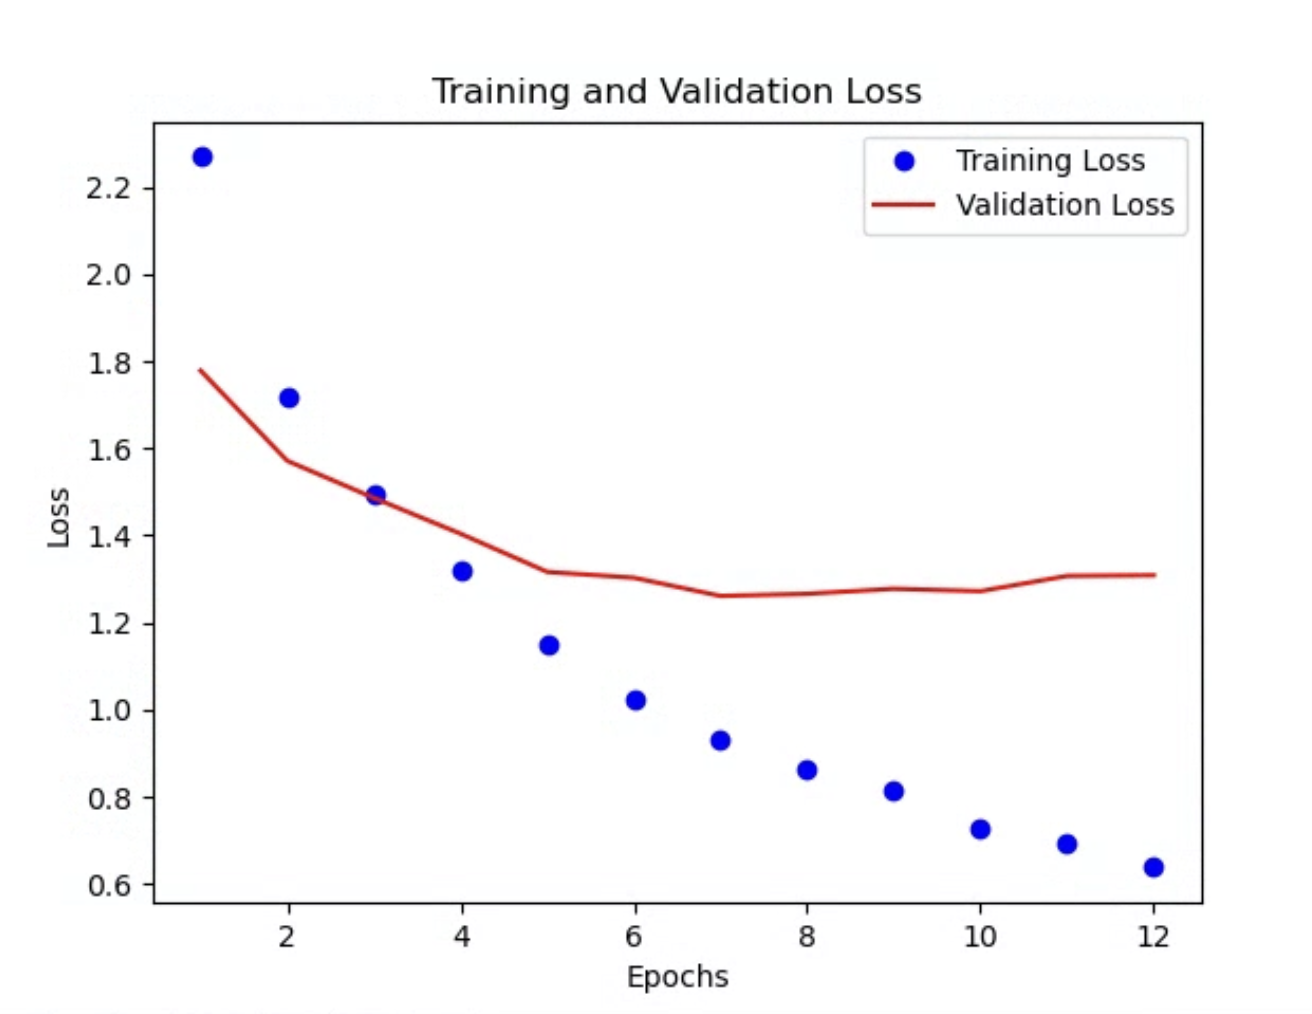 Training and Validation Loss
Training Loss
Validation Loss
2.2
2.0
1.8
1.6
1.4
1.2
1.0
0.8
0.6
Loss
2 4 6 8 10 12
Epochs